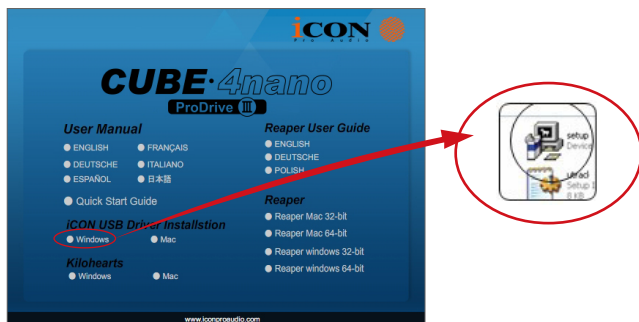 iCON
Pro Audio
CUBE·4nano
ProDrive III
User Manual
ENGLISH
FRANÇAIS
DEUTSCHE
ITALIANO
ESPAÑOL
日本語
Quick Start
Guide
iCON USB Driver Installstion
Windows
Mac
Kilohearts
Windows
Mac
Reaper User Guide
ENGLISH
DEUTSCHE
POLISH
Reaper
Reaper Mac 32-bit
Reaper Mac 64-bit
Reaper windows 32-bit
Reaper windows 64-bit
www.iconproaudio.com
setup
Device
Setup
8 KB